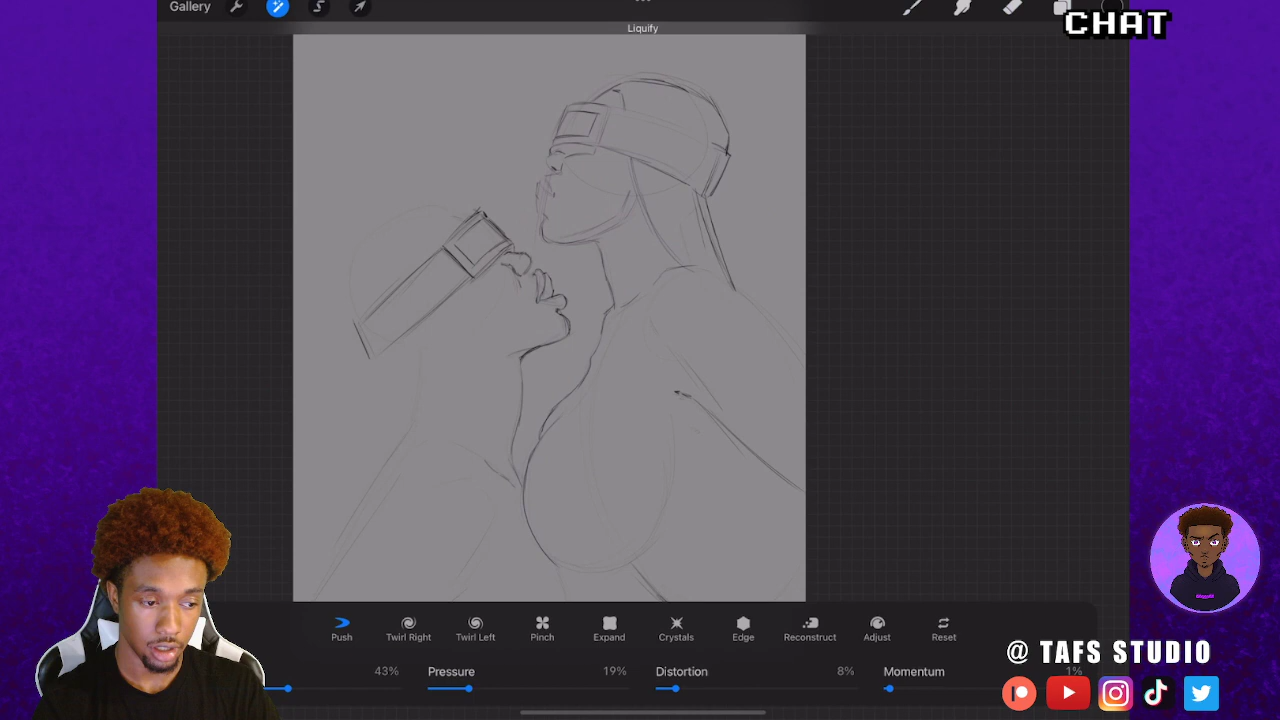 Gallery
CHAT
Liquify
Push
Twirl Right
Twirl Left
Pinch
Expand
Crystals
Edge
Reconstruct
Adjust
Reset
43%
Pressure
19%
Distortion
8%
Momentum
1%
@ TAFS STUDIO